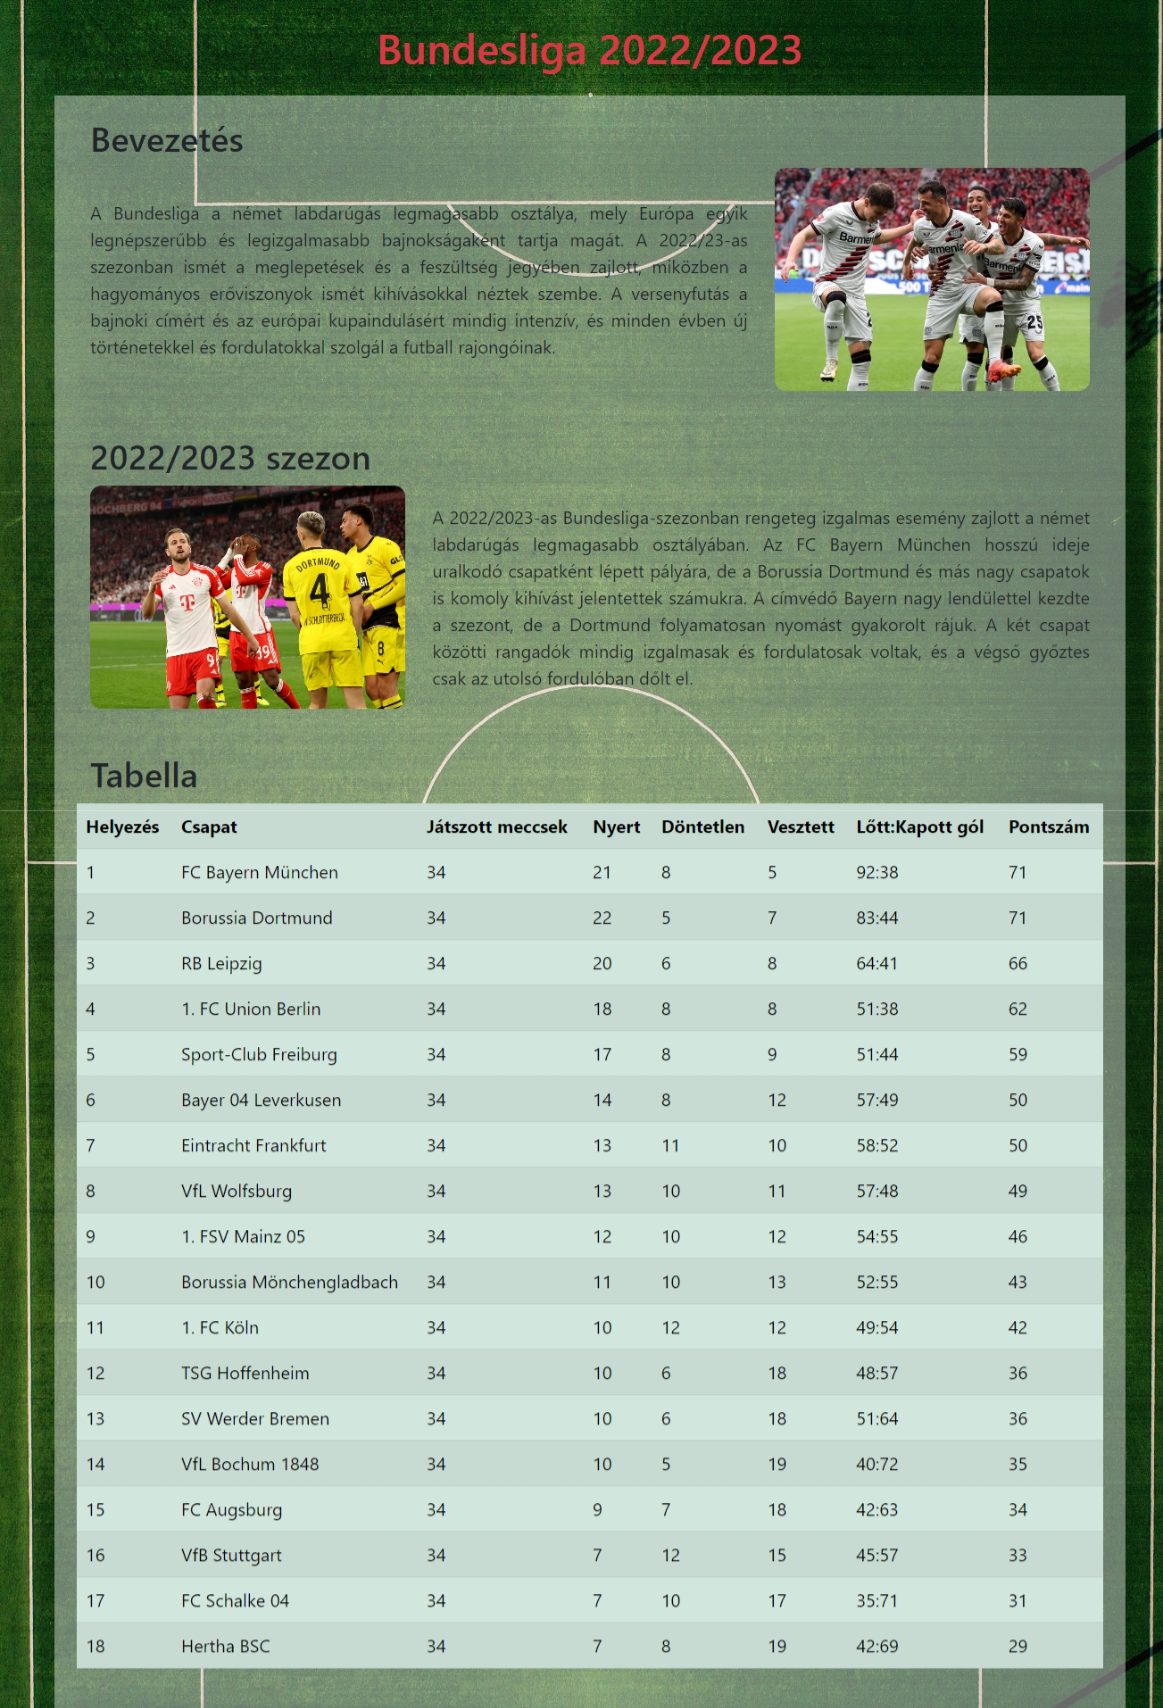 Bundesliga 2022/2023
Bevezetés
A Bundesliga a német labdarúgás legmagasabb osztálya, mely Európa egyik
legnépszerűbb és legizgalmasabb bajnokságaként tartja magát. A 2022/23-as
szezonban ismét a meglepetések és a feszültség jegyében zajlott, miközben a
hagyományos erőviszonyok ismét kihívásokkal néztek szembe. A versenyfutás a
bajnoki címért és az európai kupaindulásért mindig intenzív, és minden évben új
történetekkel és fordulatokkal szolgál a futball rajongóinak.
Barmenia
Barmenia
Barmenia
25
2022/2023 szezon
HOCHBERG 94
DORTMUND
4
SCHLOTTERBECK
T
T
9
8
A 2022/2023-as Bundesliga-szezonban rengeteg izgalmas esemény zajlott a német
labdarúgás legmagasabb osztályában. Az FC Bayern München hosszú ideje
uralkodó csapatként lépett pályára, de a Borussia Dortmund és más nagy csapatok
is komoly kihívást jelentettek számukra. A címvédő Bayern nagy lendülettel kezdte
a szezont, de a Dortmund folyamatosan nyomást gyakorolt rájuk. A két csapat
közötti rangadók mindig izgalmasak és fordulatosak voltak, és a végső győztes
csak az utolsó fordulóban dőlt el.
Tabella
Helyezés Csapat Játszott meccsek Nyert Döntetlen Vesztett Lőtt:Kapott gól Pontszám
1 FC Bayern München 34 21 8 5 92:38 71
2 Borussia Dortmund 34 22 5 7 83:44 71
3 RB Leipzig 34 20 6 8 64:41 66
4 1. FC Union Berlin 34 18 8 8 51:38 62
5 Sport-Club Freiburg 34 17 8 9 51:44 59
6 Bayer 04 Leverkusen 34 14 8 12 57:49 50
7 Eintracht Frankfurt 34 13 11 10 58:52 50
8 VfL Wolfsburg 34 13 10 11 57:48 49
9 1. FSV Mainz 05 34 12 10 12 54:55 46
10 Borussia Mönchengladbach 34 11 10 13 52:55 43
11 1. FC Köln 34 10 12 12 49:54 42
12 TSG Hoffenheim 34 10 6 18 48:57 36
13 SV Werder Bremen 34 10 6 18 51:64 36
14 VfL Bochum 1848 34 10 5 19 40:72 35
15 FC Augsburg 34 9 7 18 42:63 34
16 VfB Stuttgart 34 7 12 15 45:57 33
17 FC Schalke 04 34 7 10 17 35:71 31
18 Hertha BSC 34 7 8 19 42:69 29